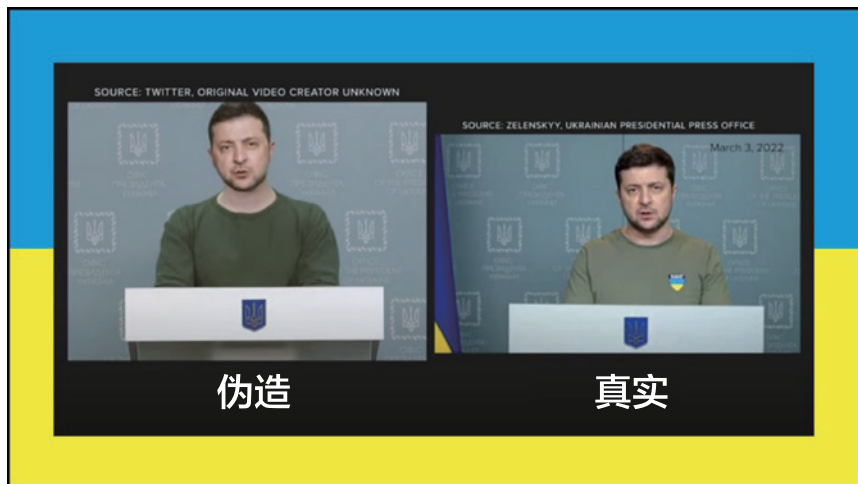 SOURCE: TWITTER, ORIGINAL VIDEO CREATOR UNKNOWN
SOURCE: ZELENSKYY, UKRAINIAN PRESIDENTIAL PRESS OFFICE
March 3, 2022
伪造
真实